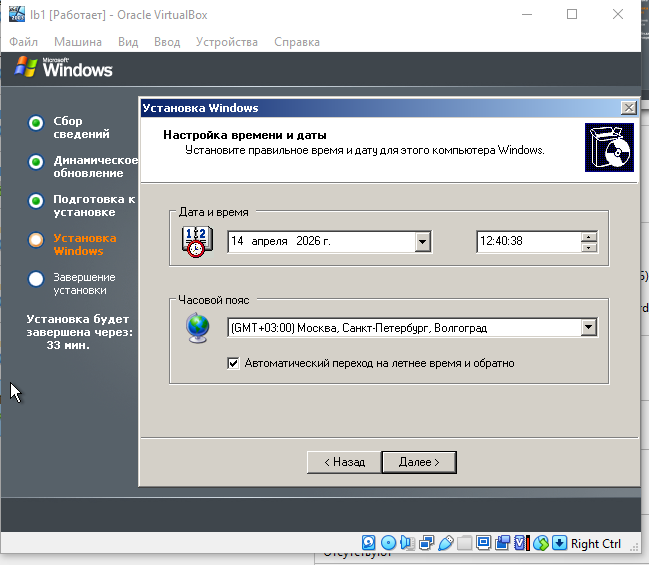 lb1 [Работает] - Oracle VirtualBox
Файл Машина Вид Ввод Устройства Справка
Microsoft
Windows
Сбор
сведений
Динамическое
обновление
Подготовка к
установке
Установка
Windows
Завершение
установки
Установка будет
завершена через:
33 мин.
Установка Windows
Настройка времени и даты
Установите правильное время и дату для этого компьютера Windows.
Дата и время
14 апреля 2026 г.
12:40:38
Часовой пояс
(GMT+03:00) Москва, Санкт-Петербург, Волгоград
Автоматический переход на летнее время и обратно
< Назад
Далее >
Right Ctrl